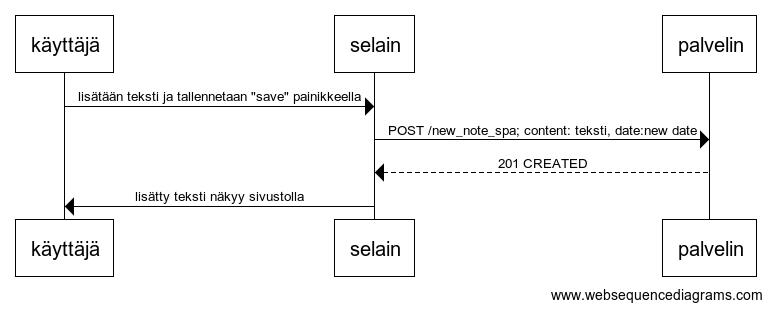 käyttäjä
selain
palvelin
lisätään teksti ja tallennetaan "save" painikkeella
POST /new_note_spa; content: teksti, date:new date
201 CREATED
lisätty teksti näkyy sivustolla
käyttäjä
selain
palvelin
www.websequencediagrams.com